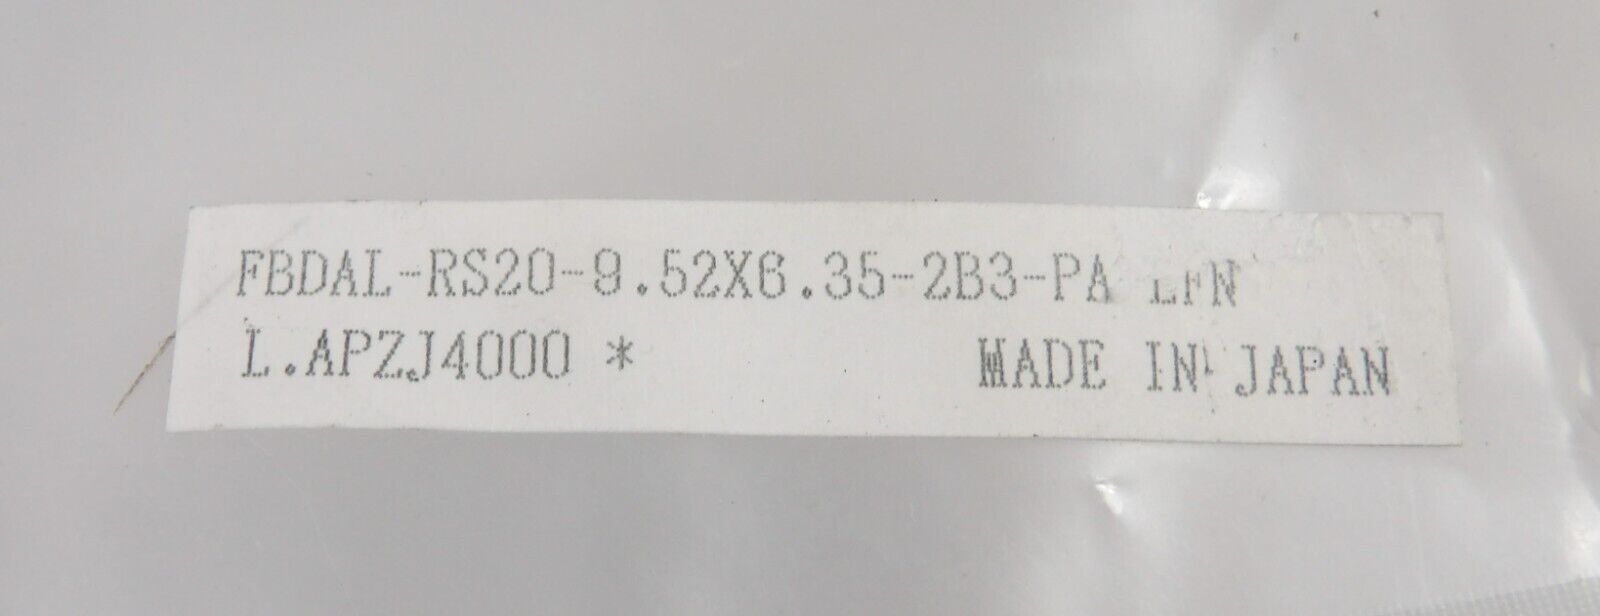 FBDAL-RS20-9.52X6.35-2B3-PA LFN
L.APZJ4000 * MADE IN JAPAN